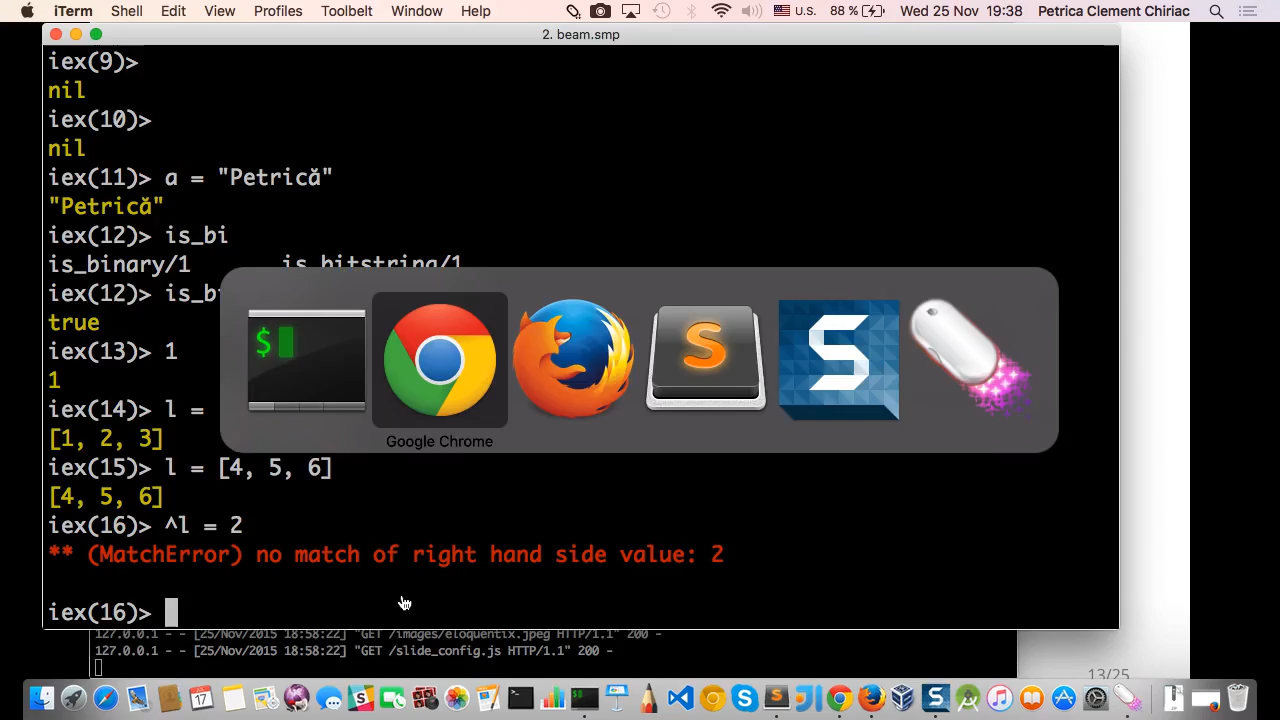 iTerm Shell Edit View Profiles Toolbelt Window Help U.S. 88% Wed 25 Nov 19:38 Petrica Clement Chiriac
2. beam.smp
iex(9)>
nil
iex(10)>
nil
iex(11)> a = "Petrică"
"Petrică"
iex(12)> is_bi
is_binary/1 is_bitstring/1
iex(12)> is_b
true
iex(13)> 1
1
iex(14)> l =
[1, 2, 3]
$
S
S
Google Chrome
iex(15)> l = [4, 5, 6]
[4, 5, 6]
iex(16)> ^l = 2
** (MatchError) no match of right hand side value: 2
iex(16)>
127.0.0.1 - - [25/Nov/2015 18:58:22] "GET /images/eloquentix.jpeg HTTP/1.1" 200 -
127.0.0.1 - - [25/Nov/2015 18:58:22] "GET /slide_config.js HTTP/1.1" 200 -
13/25
17